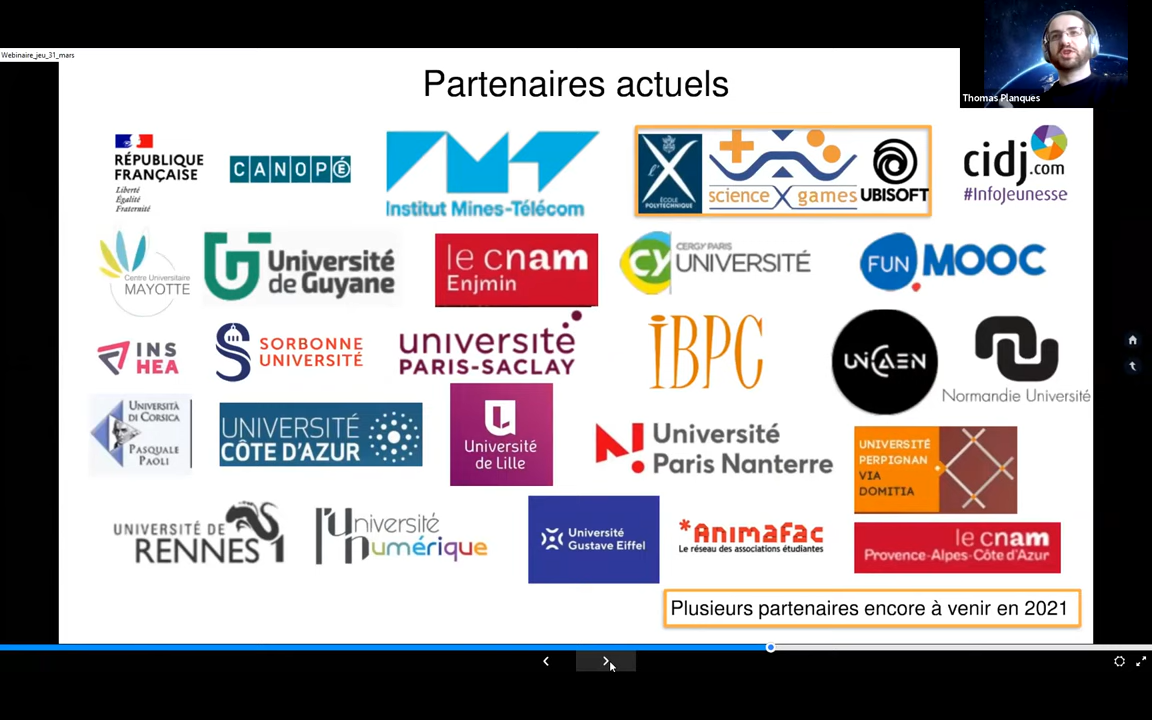 Webinaire_jeu_31_mars
Partenaires actuels
Thomas Planques
RÉPUBLIQUE
FRANÇAISE
Liberté
Égalité
Fraternité
CANOPÉ
Institut Mines-Télécom
l'X
ÉCOLE
POLYTECHNIQUE
science X games
UBISOFT
cidj.com
#InfoJeunesse
Centre Universitaire
MAYOTTE
Université
de Guyane
le cnam
Enjmin
CY
CERGY PARIS
UNIVERSITÉ
FUN MOOC
INS
HEA
SORBONNE
UNIVERSITÉ
université
PARIS-SACLAY
iBPC
UNICAEN
Normandie Université
UNIVERSITÀ
DI CORSICA
PASQUALE
PAOLI
UNIVERSITÉ
CÔTE D'AZUR
Université
de Lille
Université
Paris Nanterre
UNIVERSITÉ
PERPIGNAN
VIA
DOMITIA
UNIVERSITÉ DE
RENNES 1
l'Université
Numérique
Université
Gustave Eiffel
*Animafac
Le réseau des associations étudiantes
le cnam
Provence-Alpes-Côte d'Azur
Plusieurs partenaires encore à venir en 2021